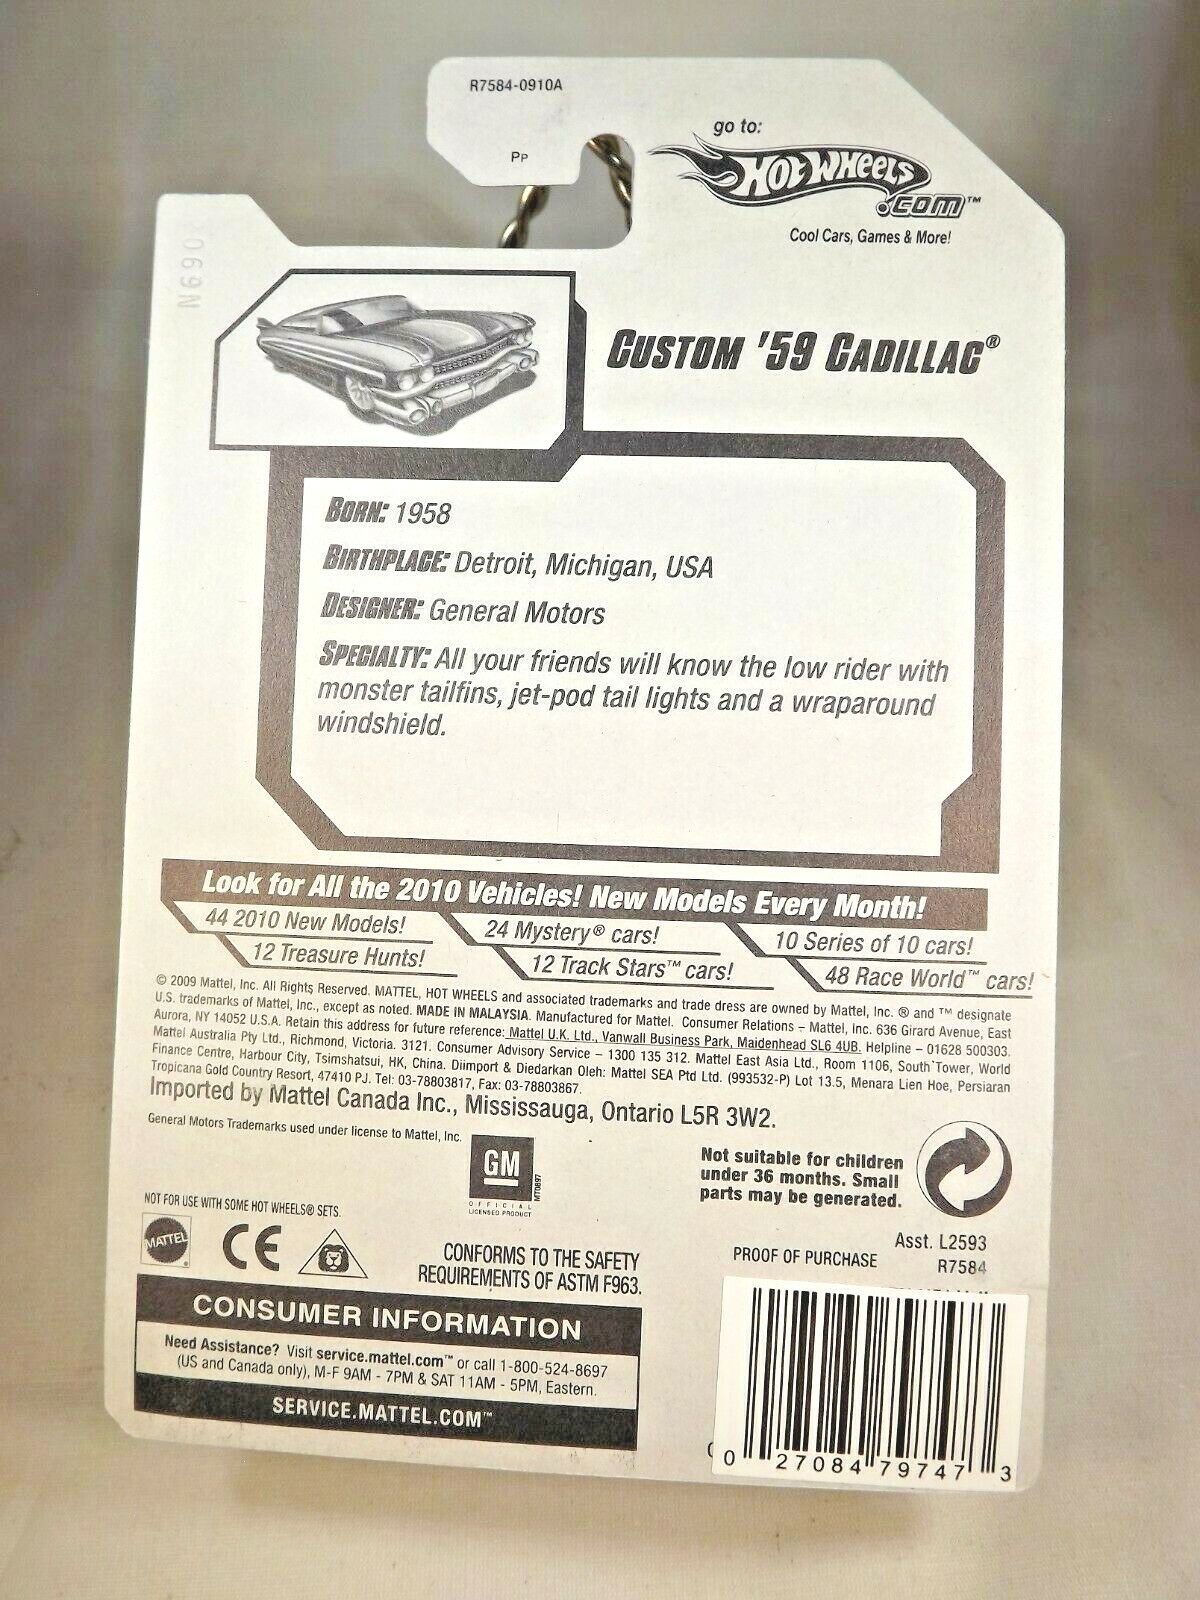 R7584-0910A
Pp
go to:
Hot Wheels
.com™
Cool Cars, Games & More!
N690
Custom '59 Cadillac®
Born: 1958
Birthplace: Detroit, Michigan, USA
Designer: General Motors
Specialty: All your friends will know the low rider with
monster tailfins, jet-pod tail lights and a wraparound
windshield.
Look for All the 2010 Vehicles! New Models Every Month!
44 2010 New Models!
24 Mystery® cars!
10 Series of 10 cars!
12 Treasure Hunts!
12 Track Stars™ cars!
48 Race World™ cars!
© 2009 Mattel, Inc. All Rights Reserved. MATTEL, HOT WHEELS and associated trademarks and trade dress are owned by Mattel, Inc. ® and ™ designate
U.S. trademarks of Mattel, Inc., except as noted. MADE IN MALAYSIA. Manufactured for Mattel. Consumer Relations – Mattel, Inc. 636 Girard Avenue, East
Aurora, NY 14052 U.S.A. Retain this address for future reference: Mattel U.K. Ltd., Vanwall Business Park, Maidenhead SL6 4UB. Helpline – 01628 500303.
Mattel Australia Pty Ltd., Richmond, Victoria. 3121. Consumer Advisory Service – 1300 135 312. Mattel East Asia Ltd., Room 1106, South Tower, World
Finance Centre, Harbour City, Tsimshatsui, HK, China. Diimport & Diedarkan Oleh: Mattel SEA Ptd Ltd. (993532-P) Lot 13.5, Menara Lien Hoe, Persiaran
Tropicana Gold Country Resort, 47410 PJ. Tel: 03-78803817, Fax: 03-78803867.
Imported by Mattel Canada Inc., Mississauga, Ontario L5R 3W2.
General Motors Trademarks used under license to Mattel, Inc.
GM
OFFICIAL
LICENSED PRODUCT
MT0897
Not suitable for children
under 36 months. Small
parts may be generated.
NOT FOR USE WITH SOME HOT WHEELS® SETS.
MATTEL®
CE
CONFORMS TO THE SAFETY
REQUIREMENTS OF ASTM F963.
PROOF OF PURCHASE
Asst. L2593
R7584
CONSUMER INFORMATION
Need Assistance? Visit service.mattel.com™ or call 1-800-524-8697
(US and Canada only), M-F 9AM - 7PM & SAT 11AM - 5PM, Eastern.
SERVICE.MATTEL.COM™
0 27084 79747 3